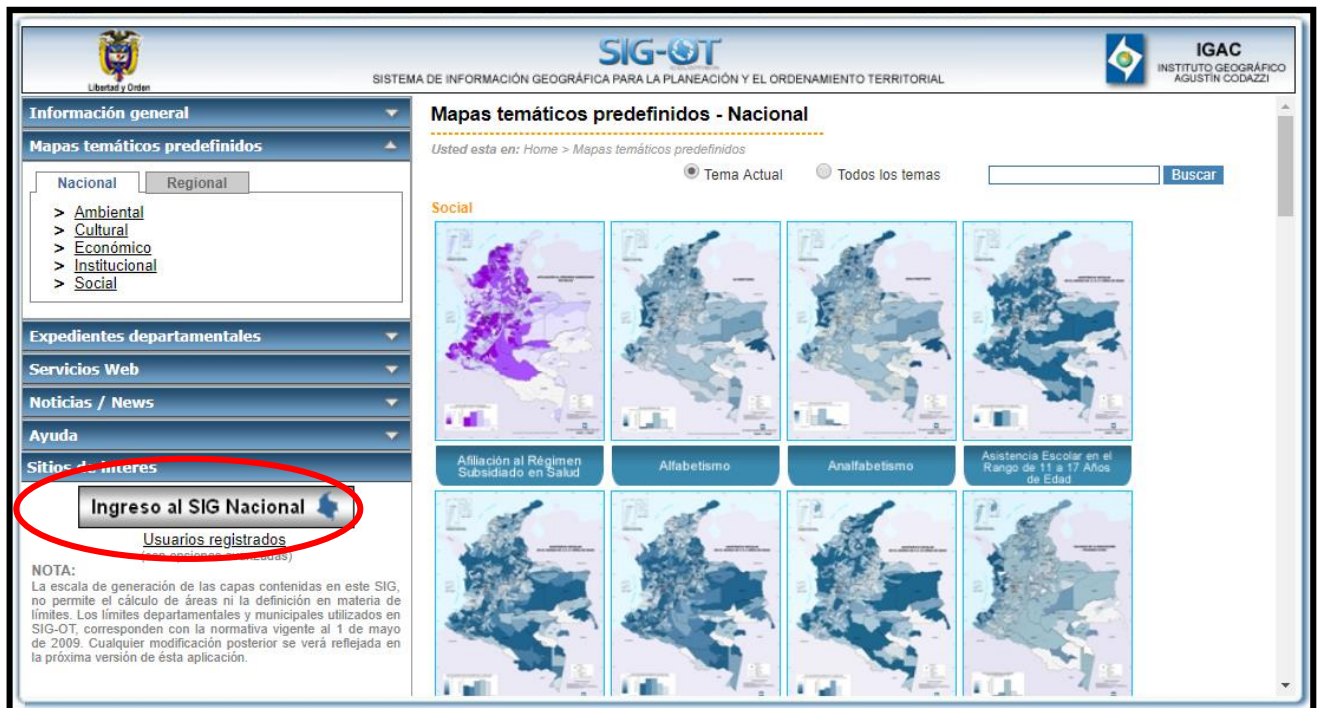 Libertad y Orden
SIG-OT
SISTEMA DE INFORMACIÓN GEOGRÁFICA PARA LA PLANEACIÓN Y EL ORDENAMIENTO TERRITORIAL
IGAC
INSTITUTO GEOGRÁFICO
AGUSTÍN CODAZZI
Información general
Mapas temáticos predefinidos
Nacional
Regional
> Ambiental
> Cultural
> Económico
> Institucional
> Social
Expedientes departamentales
Servicios Web
Noticias / News
Ayuda
Sitios de interes
Ingreso al SIG Nacional
Usuarios registrados
(con opciones avanzadas)
NOTA:
La escala de generación de las capas contenidas en este SIG,
no permite el cálculo de áreas ni la definición en materia de
límites. Los límites departamentales y municipales utilizados en
SIG-OT, corresponden con la normativa vigente al 1 de mayo
de 2009. Cualquier modificación posterior se verá reflejada en
la próxima versión de ésta aplicación.
Mapas temáticos predefinidos - Nacional
Usted esta en: Home > Mapas temáticos predefinidos
Tema Actual
Todos los temas
Buscar
Social
Afiliación al Régimen
Subsidiado en Salud
Alfabetismo
Analfabetismo
Asistencia Escolar en el
Rango de 11 a 17 Años
de Edad